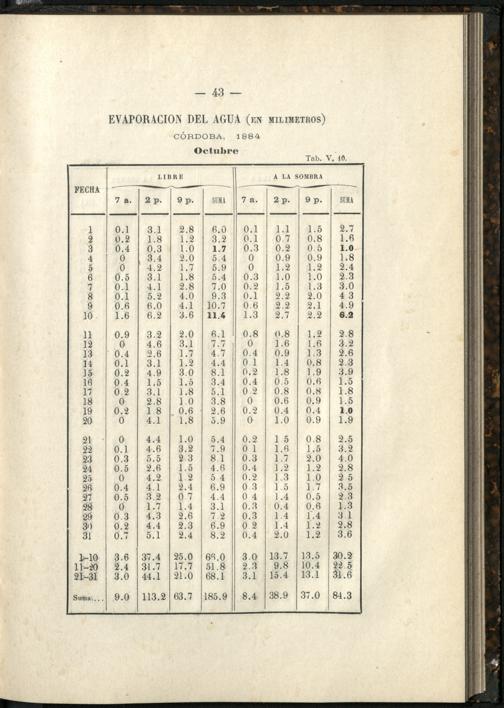 — 43 —
EVAPORACION DEL AGUA (EN MILIMETROS)
CÓRDOBA, 1884
Octubre
Tab. V, 10.
FECHA LIBRE A LA SOMBRA
7 a. 2 p. 9 p. SUMA 7 a. 2 p. 9 p. SUMA
1 0.1 3.1 2.8 6.0 0.1 1.1 1.5 2.7
2 0.2 1.8 1.2 3.2 0.1 0.7 0.8 1.6
3 0.4 0.3 1.0 1.7 0.3 0.2 0.5 1.0
4 0 3.4 2.0 5.4 0 0.9 0.9 1.8
5 0 4.2 1.7 5.9 0 1.2 1.2 2.4
6 0.5 3.1 1.8 5.4 0.3 1.0 1.0 2.3
7 0.1 4.1 2.8 7.0 0.2 1.5 1.3 3.0
8 0.1 5.2 4.0 9.3 0.1 2.2 2.0 4 3
9 0.6 6.0 4.1 10.7 0.6 2.2 2.1 4.9
10 1.6 6.2 3.6 11.4 1.3 2.7 2.2 6.2
11 0.9 3.2 2.0 6.1 0.8 0.8 1.2 2.8
12 0 4.6 3.1 7.7 0 1.6 1.6 3.2
13 0.4 2.6 1.7 4.7 0.4 0.9 1.3 2.6
14 0.1 3.1 1.2 4.4 0 1 1.4 0.8 2.3
15 0.2 4.9 3.0 8.1 0.2 1.8 1.9 3.9
16 0.4 1.5 1.5 3.4 0.4 0.5 0.6 1.5
17 0.2 3.1 1.8 5.1 0.2 0.8 0.8 1.8
18 0 2.8 1.0 3.8 0 0.6 0.9 1.5
19 0.2 1 8 0.6 2.6 0.2 0.4 0.4 1.0
20 0 4.1 1.8 5.9 0 1.0 0.9 1.9
21 0 4.4 1.0 5.4 0.2 1 5 0.8 2.5
22 0.1 4.6 3.2 7.9 0 1 1.6 1.5 3.2
23 0.3 5.5 2 3 8.1 0.3 1.7 2.0 4.0
24 0.5 2.6 1.5 4.6 0.4 1.2 1.2 2.8
25 0 4.2 1.2 5 4 0.2 1.3 1.0 2 5
26 0.4 4.1 2.4 6.9 0 3 1.5 1.7 3.5
27 0.5 3.2 0.7 4.4 0 4 1.4 0.5 2.3
28 0 1.7 1.4 3.1 0.3 0.4 0.6 1.3
29 0.3 4.3 2.6 7.2 0.3 1.4 1.4 3 1
30 0.2 4.4 2.3 6.9 0.2 1.4 1.2 2.8
31 0.7 5.1 2.4 8.2 0.4 2.0 1.2 3.6
1-10 3.6 37.4 25.0 66.0 3.0 13.7 13.5 30.2
11-20 2.4 31.7 17.7 51.8 2.3 9.8 10.4 22.5
21-31 3.0 44.1 21.0 68.1 3.1 15.4 13.1 31.6
Suma.... 9.0 113.2 63.7 185.9 8.4 38.9 37.0 84.3